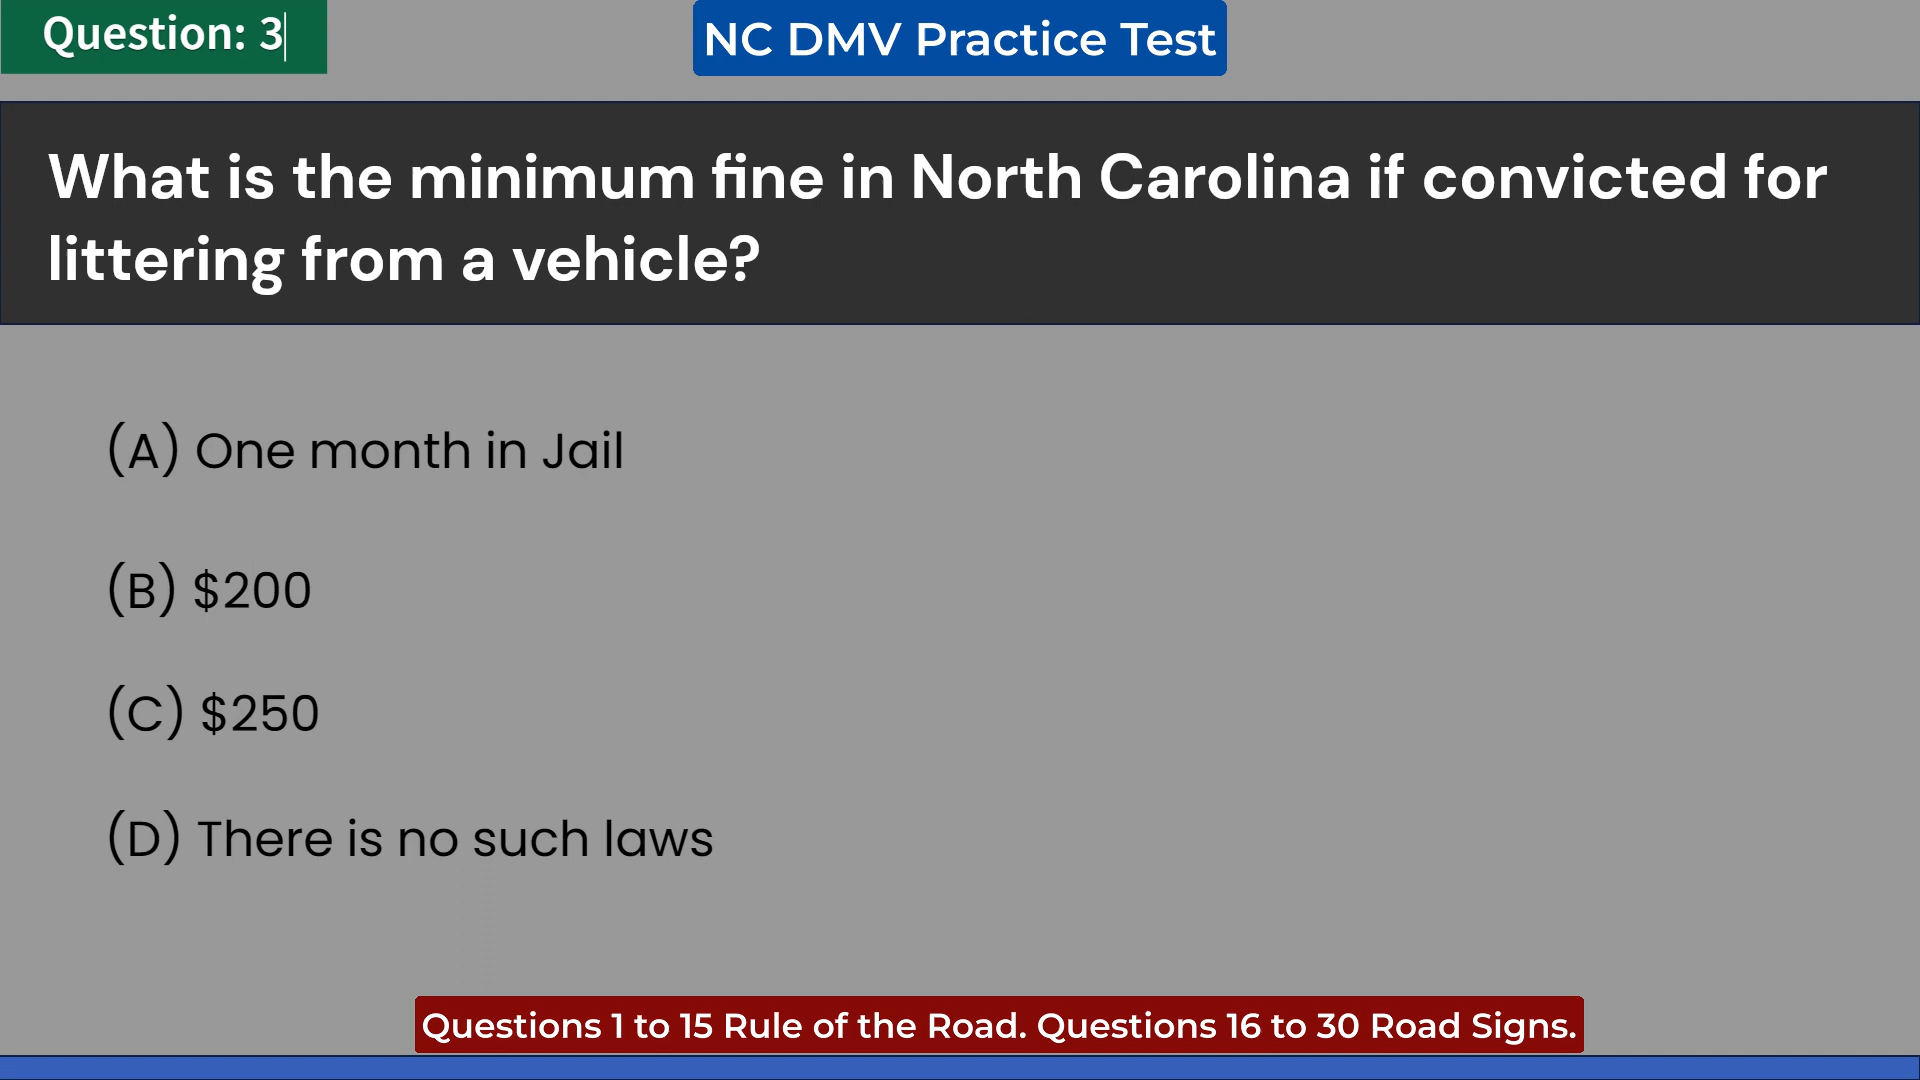 Question: 3
NC DMV Practice Test
What is the minimum fine in North Carolina if convicted for
littering from a vehicle?
(A) One month in Jail
(B) $200
(C) $250
(D) There is no such laws
Questions 1 to 15 Rule of the Road. Questions 16 to 30 Road Signs.